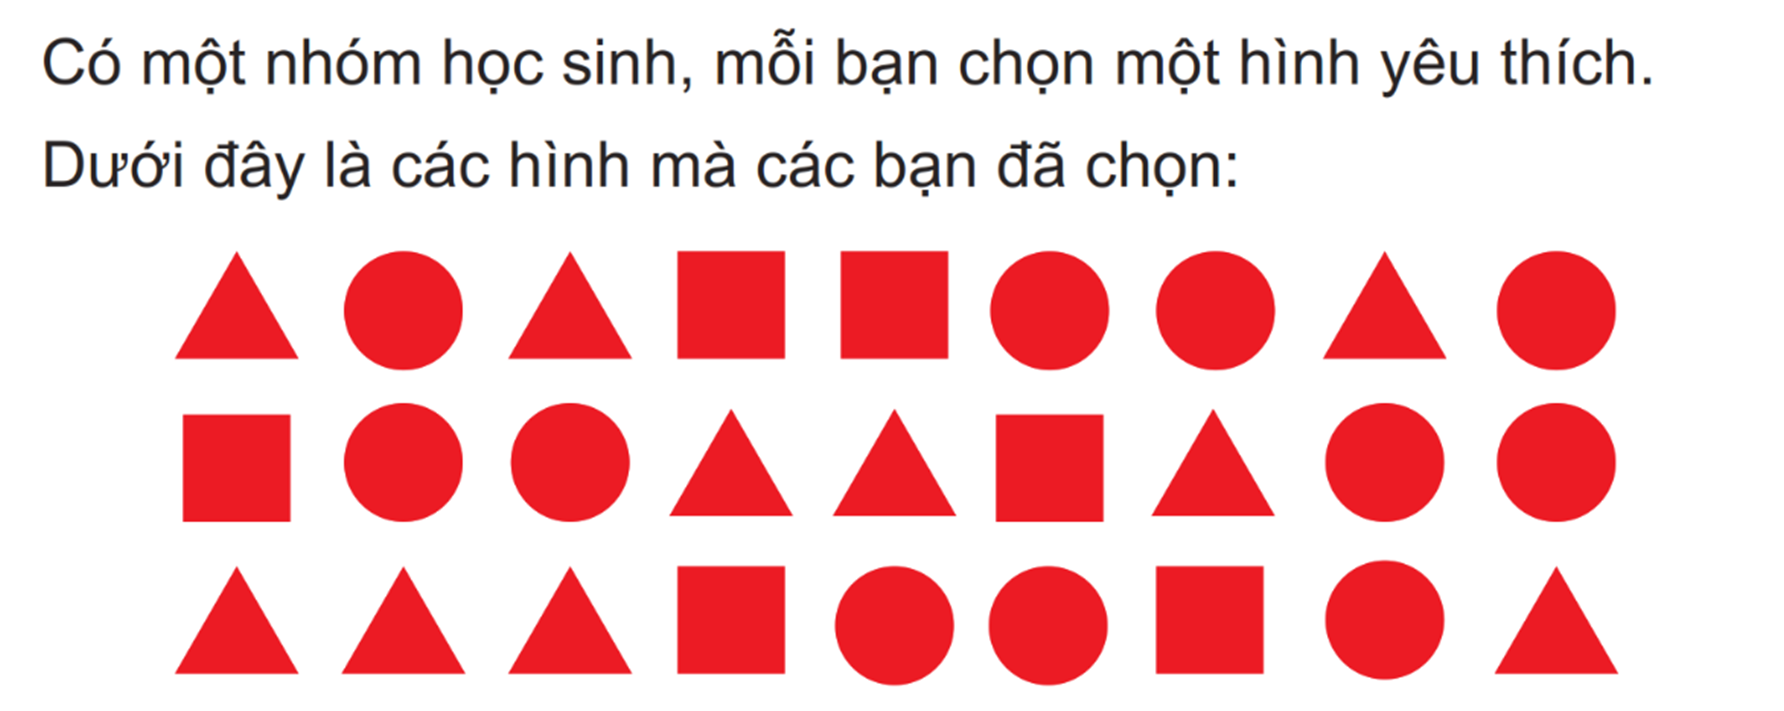 Có một nhóm học sinh, mỗi bạn chọn một hình yêu thích.
Dưới đây là các hình mà các bạn đã chọn: